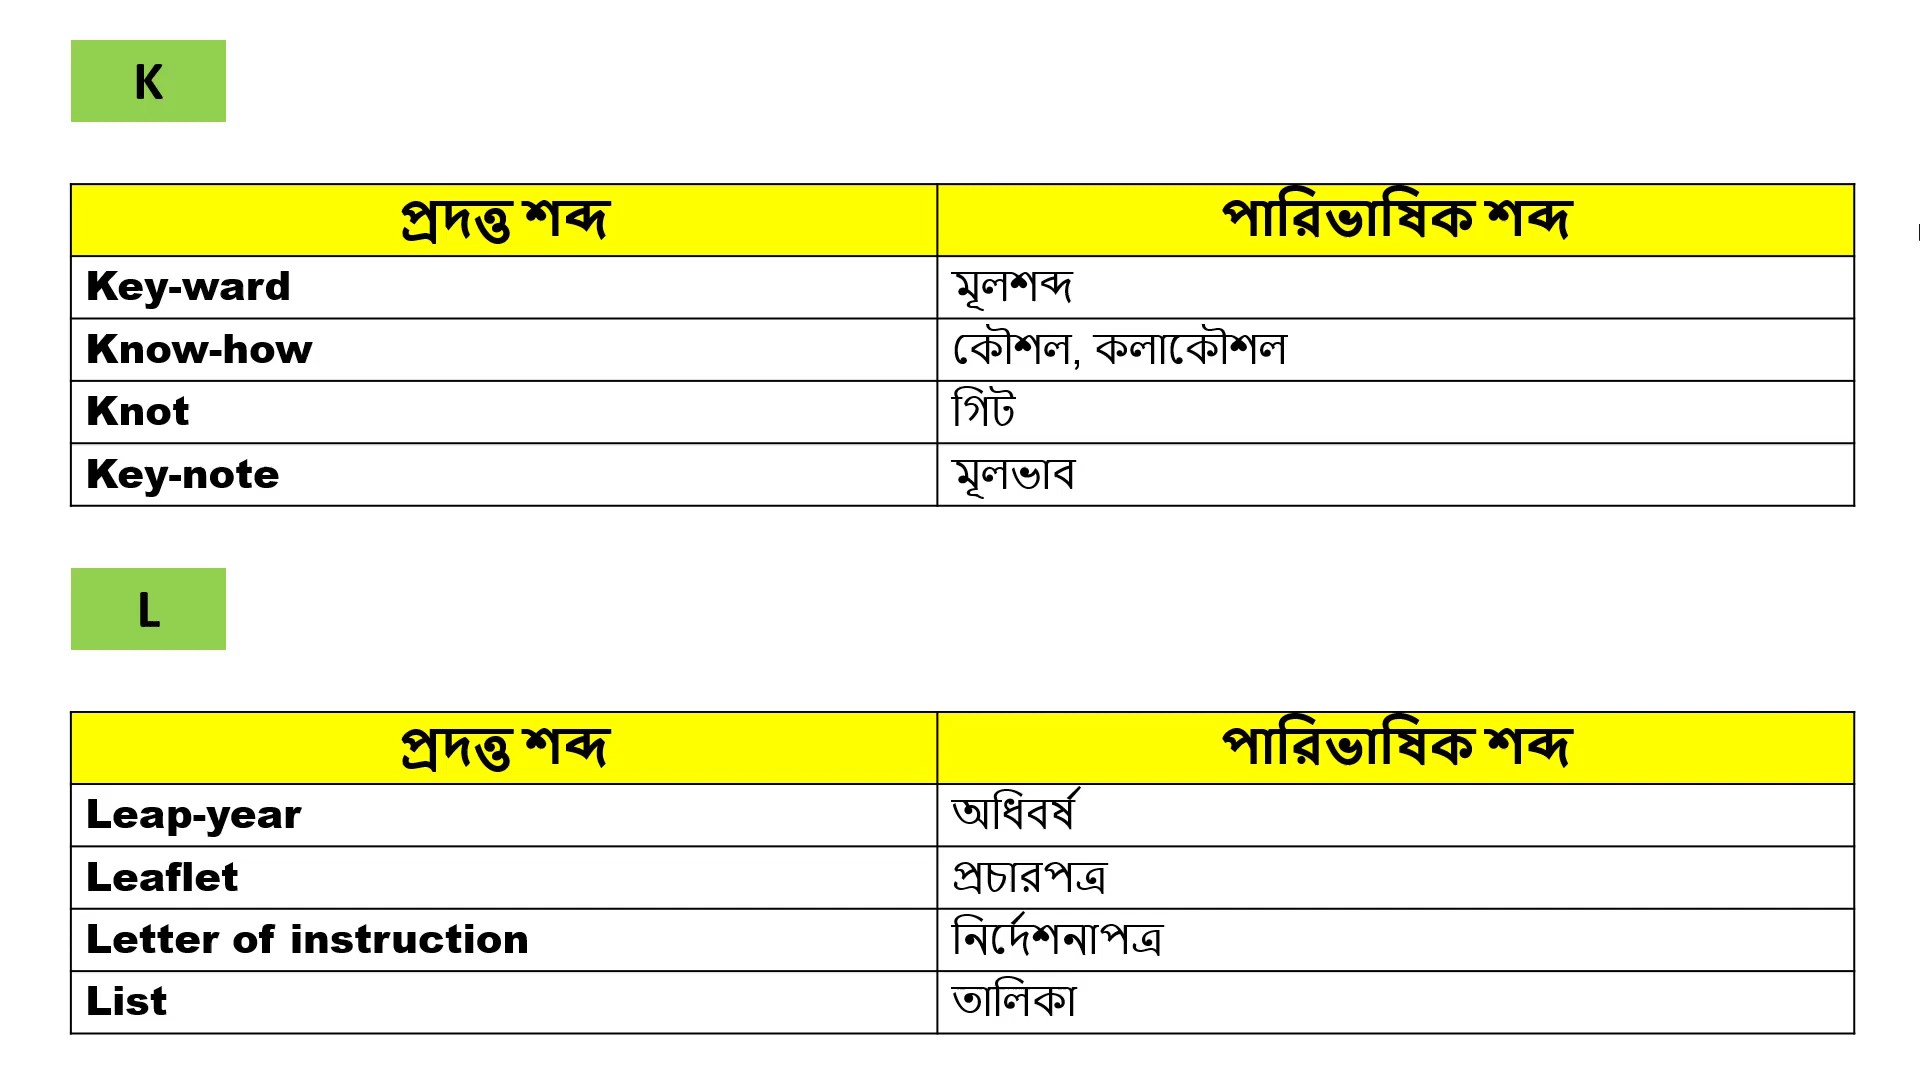 K
প্রদত্ত শব্দ পারিভাষিক শব্দ
Key-ward মূলশব্দ
Know-how কৌশল, কলাকৌশল
Knot গিট
Key-note মূলভাব
L
প্রদত্ত শব্দ পারিভাষিক শব্দ
Leap-year অধিবর্ষ
Leaflet প্রচারপত্র
Letter of instruction নির্দেশনাপত্র
List তালিকা